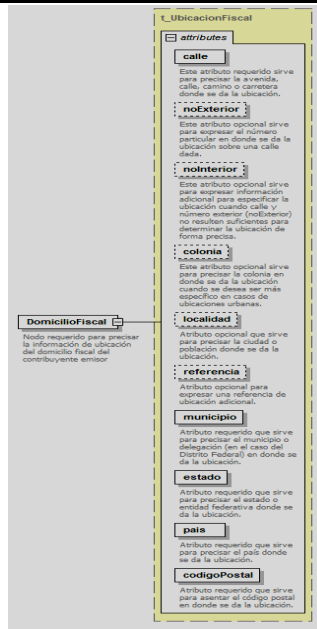 t_UbicacionFiscal
attributes
calle
Este atributo requerido sirve
para precisar la avenida,
calle, camino o carretera
donde se da la ubicación.
noExterior
Este atributo opcional sirve
para expresar el número
particular en donde se da la
ubicación sobre una calle
dada.
noInterior
Este atributo opcional sirve
para expresar información
adicional para especificar la
ubicación cuando calle y
número exterior (noExterior)
no resulten suficientes para
determinar la ubicación de
forma precisa.
colonia
Este atributo opcional sirve
para precisar la colonia en
donde se da la ubicación
cuando se desea ser más
específico en casos de
ubicaciones urbanas.
localidad
Atributo opcional que sirve
para precisar la ciudad o
población donde se da la
ubicación.
referencia
Atributo opcional para
expresar una referencia de
ubicación adicional.
municipio
Atributo requerido que sirve
para precisar el municipio o
delegación (en el caso del
Distrito Federal) en donde se
da la ubicación.
estado
Atributo requerido que sirve
para precisar el estado o
entidad federativa donde se
da la ubicación.
pais
Atributo requerido que sirve
para precisar el país donde
se da la ubicación.
codigoPostal
Atributo requerido que sirve
para asentar el código postal
en donde se da la ubicación.
DomicilioFiscal
Nodo requerido para precisar
la información de ubicación
del domicilio fiscal del
contribuyente emisor